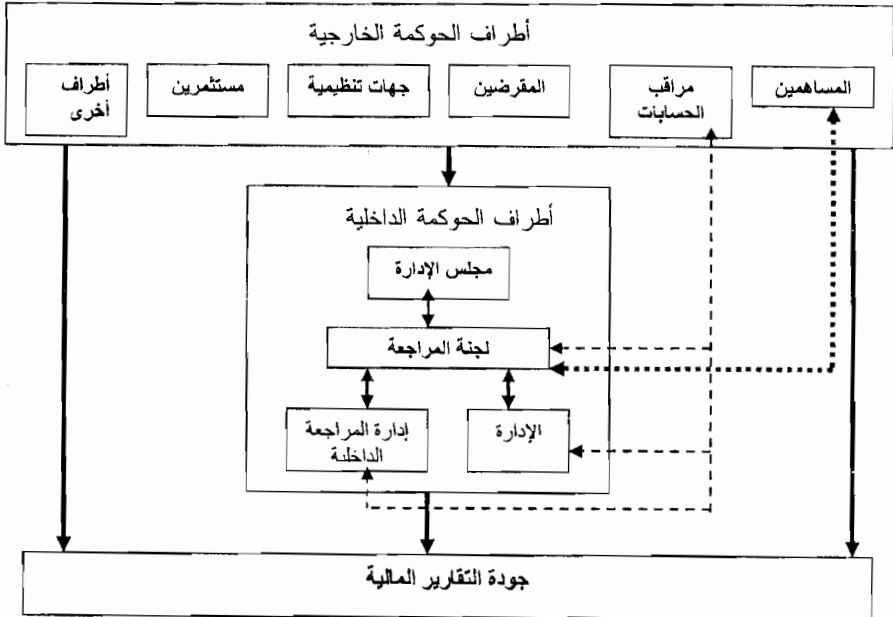 أطراف الحوكمة الخارجية
المساهمين
مراقب
الحسابات
المقرضين
جهات تنظيمية
مستثمرين
أطراف
أخرى
أطراف الحوكمة الداخلية
مجلس الإدارة
لجنة المراجعة
الإدارة
إدارة المراجعة
الداخلية
جودة التقارير المالية